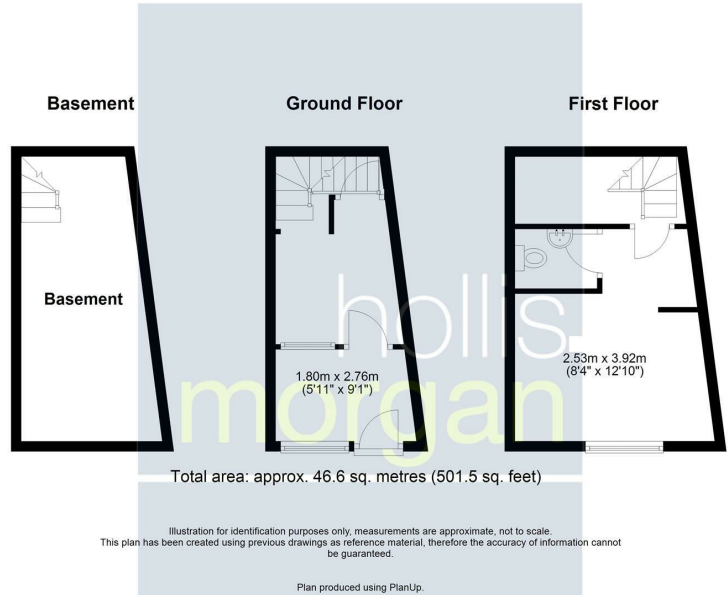 Basement
Ground Floor
First Floor
Basement
hollis
morgan
1.80m x 2.76m
(5'11" x 9'1")
2.53m x 3.92m
(8'4" x 12'10")
Total area: approx. 46.6 sq. metres (501.5 sq. feet)
Illustration for identification purposes only, measurements are approximate, not to scale.
This plan has been created using previous drawings as reference material, therefore the accuracy of information cannot
be guaranteed.
Plan produced using PlanUp.